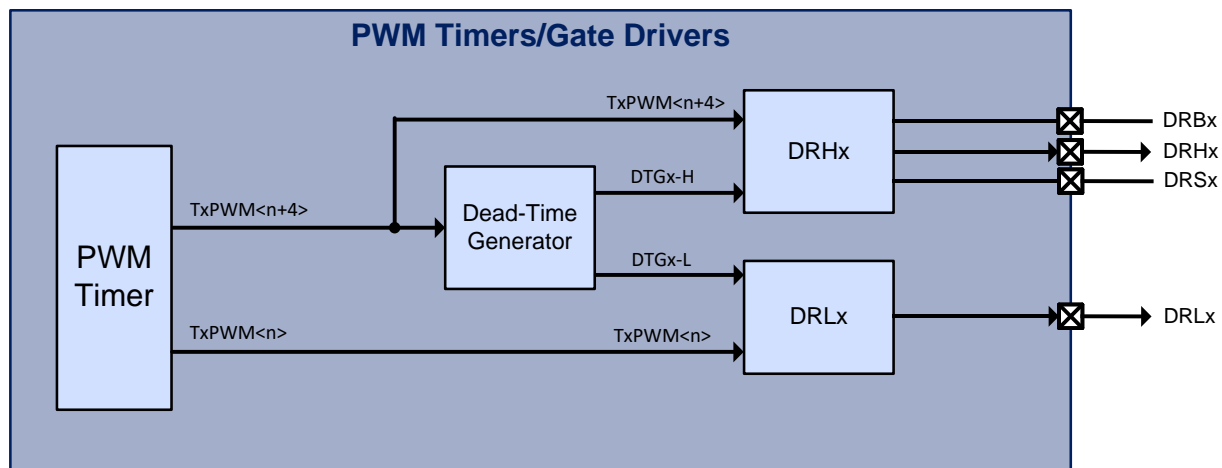 PWM Timers/Gate Drivers
TxPWM<n+4>
DRBx
DRHx
DRHx
DTGx-H
DRSx
TxPWM<n+4>
Dead-Time
Generator
PWM
Timer
DTGx-L
DRLx
DRLx
TxPWM<n>
TxPWM<n>